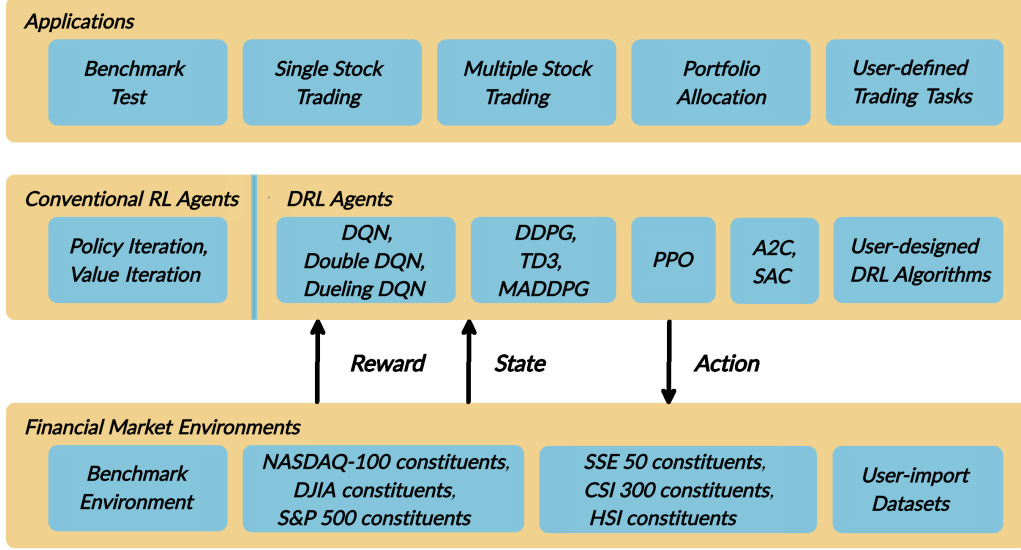 Applications
Benchmark
Test
Single Stock
Trading
Multiple Stock
Trading
Portfolio
Allocation
User-defined
Trading Tasks
Conventional RL Agents
Policy Iteration,
Value Iteration
DRL Agents
DQN,
Double DQN,
Dueling DQN
DDPG,
TD3,
MADDPG
PPO
A2C,
SAC
User-designed
DRL Algorithms
Reward
State
Action
Financial Market Environments
Benchmark
Environment
NASDAQ-100 constituents,
DJIA constituents,
S&P 500 constituents
SSE 50 constituents,
CSI 300 constituents,
HSI constituents
User-import
Datasets